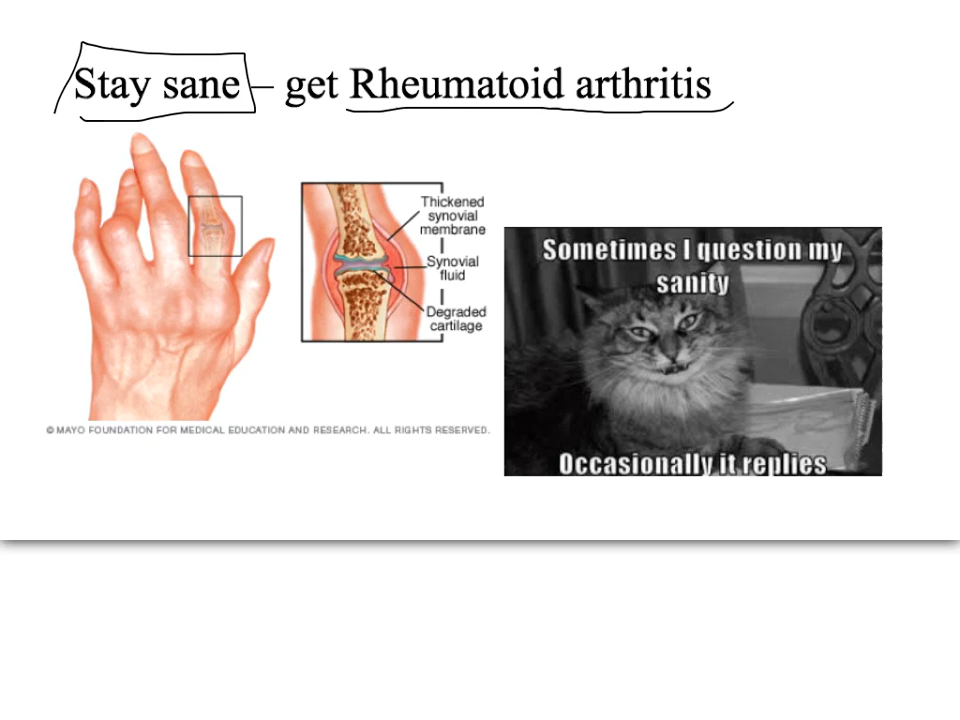 Stay sane – get Rheumatoid arthritis
Thickened
synovial
membrane
Synovial
fluid
Degraded
cartilage
© MAYO FOUNDATION FOR MEDICAL EDUCATION AND RESEARCH. ALL RIGHTS RESERVED.
Sometimes I question my
sanity
Occasionally it replies